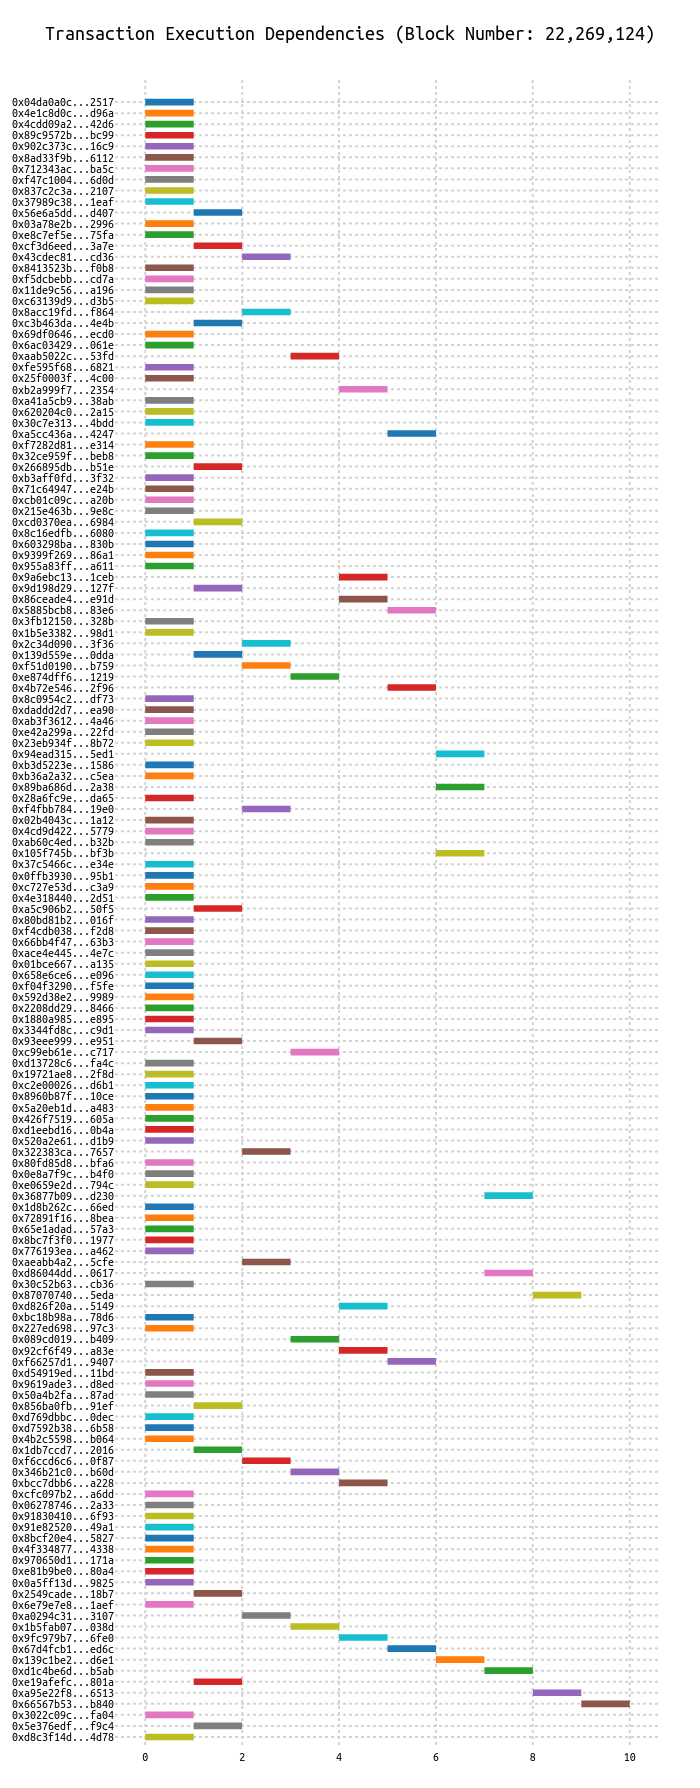 Transaction Execution Dependencies (Block Number: 22,269,124)
0x04da0a0c...2517
0x4e1c8d0c...d96a
0x4cdd09a2...42d6
0x89c9572b...bc99
0x902c373c...16c9
0x8ad33f9b...6112
0x712343ac...ba5c
0xf47c1004...6d0d
0x837c2c3a...2107
0x37989c38...1eaf
0x56e6a5dd...d407
0x03a78e2b...2996
0xe8c7ef5e...75fa
0xcf3d6eed...3a7e
0x43cdec81...cd36
0x8413523b...f0b8
0xf5dcbebb...cd7a
0x11de9c56...a196
0xc63139d9...d3b5
0x8acc19fd...f864
0xc3b463da...4e4b
0x69df0646...ecd0
0x6ac03429...061e
0xaab5022c...53fd
0xfe595f68...6821
0x25f0003f...4c00
0xb2a999f7...2354
0xa41a5cb9...38ab
0x620204c0...2a15
0x30c7e313...4bdd
0xa5cc436a...4247
0xf7282d81...e314
0x32ce959f...beb8
0x266895db...b51e
0xb3aff0fd...3f32
0x71c64947...e24b
0xcb01c09c...a20b
0x215e463b...9e8c
0xcd0370ea...6984
0x8c16edfb...6080
0x603298ba...830b
0x9399f269...86a1
0x955a83ff...a611
0x9a6ebc13...1ceb
0x9d198d29...127f
0x86ceade4...e91d
0x5885bcb8...83e6
0x3fb12150...328b
0x1b5e3382...98d1
0x2c34d090...3f36
0x139d559e...0dda
0xf51d0190...b759
0xe874dff6...1219
0x4b72e546...2f96
0x8c0954c2...df73
0xdaddd2d7...ea90
0xab3f3612...4a46
0xe42a299a...22fd
0x23eb934f...8b72
0x94ead315...5ed1
0xb3d5223e...1586
0xb36a2a32...c5ea
0x89ba686d...2a38
0x28a6fc9e...da65
0xf4fbb784...19e0
0x02b4043c...1a12
0x4cd9d422...5779
0xab60c4ed...b32b
0x105f745b...bf3b
0x37c5466c...e34e
0x0ffb3930...95b1
0xc727e53d...c3a9
0x4e318440...2d51
0xa5c906b2...50f5
0x80bd81b2...016f
0xf4cdb038...f2d8
0x66bb4f47...63b3
0xace4e445...4e7c
0x01bce667...a135
0x658e6ce6...e096
0xf04f3290...f5fe
0x592d38e2...9989
0x2208dd29...8466
0x1880a985...e895
0x3344fd8c...c9d1
0x93eee999...e951
0xc99eb61e...c717
0xd13728c6...fa4c
0x19721ae8...2f8d
0xc2e00026...d6b1
0x8960b87f...10ce
0x5a20eb1d...a483
0x426f7519...605a
0xd1eebd16...0b4a
0x520a2e61...d1b9
0x322383ca...7657
0x80fd85d8...bfa6
0x0e8a7f9c...b4f0
0xe0659e2d...794c
0x36877b09...d230
0x1d8b262c...66ed
0x72891f16...8bea
0x65e1adad...57a3
0x8bc7f3f0...1977
0x776193ea...a462
0xaeabb4a2...5cfe
0xd86044dd...0617
0x30c52b63...cb36
0x87070740...5eda
0xd826f20a...5149
0xbc18b98a...78d6
0x227ed698...97c3
0x089cd019...b409
0x92cf6f49...a83e
0xf66257d1...9407
0xd54919ed...11bd
0x9619ade3...d8ed
0x50a4b2fa...87ad
0x856ba0fb...91ef
0xd769dbbc...0dec
0xd7592b38...6b58
0x4b2c5598...b064
0x1db7ccd7...2016
0xf6ccd6c6...0f87
0x346b21c0...b60d
0xbcc7dbb6...a228
0xcfc097b2...a6dd
0x06278746...2a33
0x91830410...6f93
0x91e82520...49a1
0x8bcf20e4...5827
0x4f334877...4338
0x970650d1...171a
0xe81b9be0...80a4
0x0a5ff13d...9825
0x2549cade...18b7
0x6e79e7e8...1aef
0xa0294c31...3107
0x1b5fab07...038d
0x9fc979b7...6fe0
0x67d4fcb1...ed6c
0x139c1be2...d6e1
0xd1c4be6d...b5ab
0xe19afefc...801a
0xa95e22f8...6513
0x66567b53...b840
0x3022c09c...fa04
0x5e376edf...f9c4
0xd8c3f14d...4d78
0 2 4 6 8 10